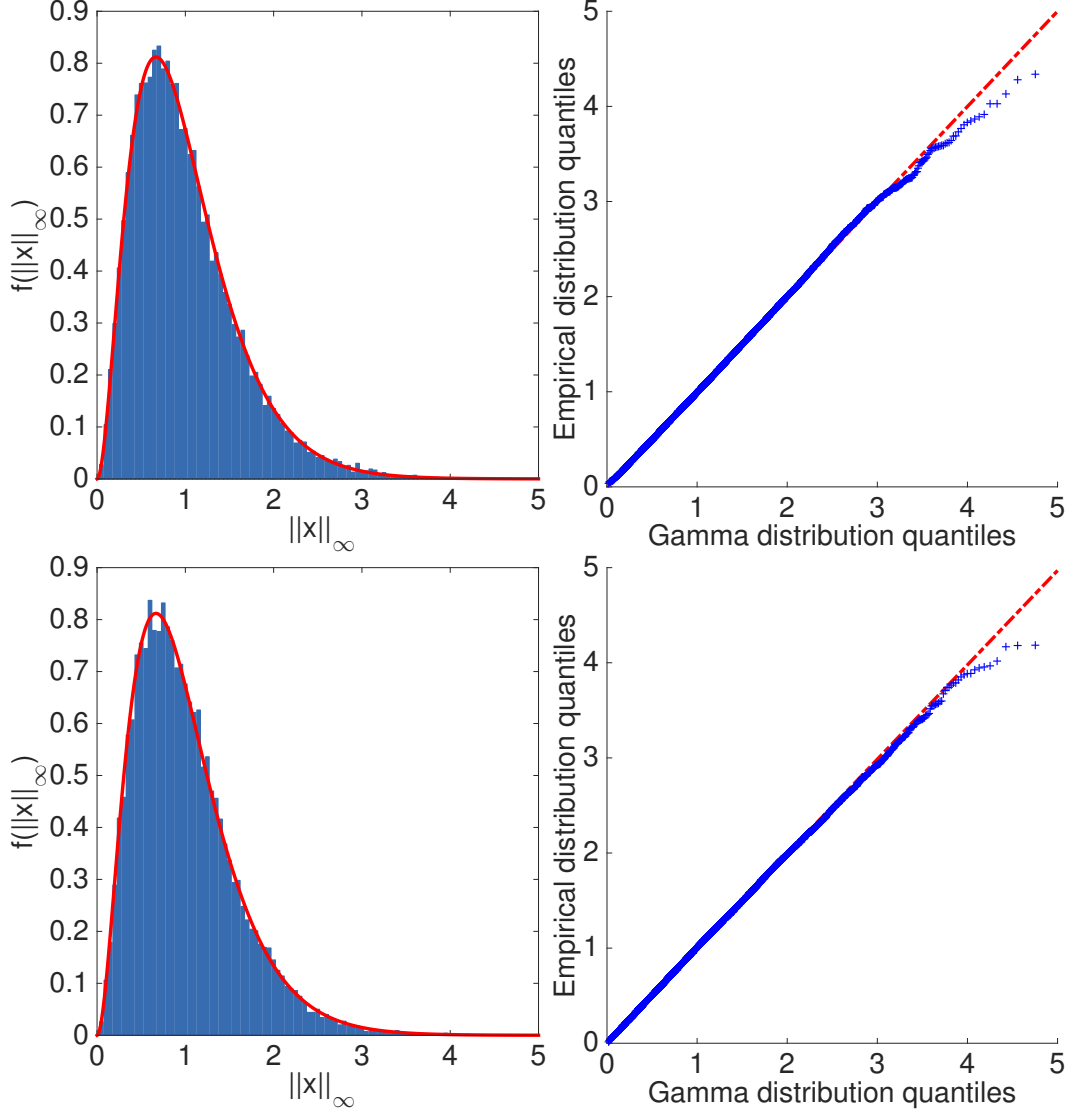 0.9
0.8
0.7
0.6
0.5
0.4
0.3
0.2
0.1
0
f(||x||∞)
0 1 2 3 4 5
||x||∞
5
4
3
2
1
0
Empirical distribution quantiles
0 1 2 3 4 5
Gamma distribution quantiles
0.9
0.8
0.7
0.6
0.5
0.4
0.3
0.2
0.1
0
f(||x||∞)
0 1 2 3 4 5
||x||∞
5
4
3
2
1
0
Empirical distribution quantiles
0 1 2 3 4 5
Gamma distribution quantiles